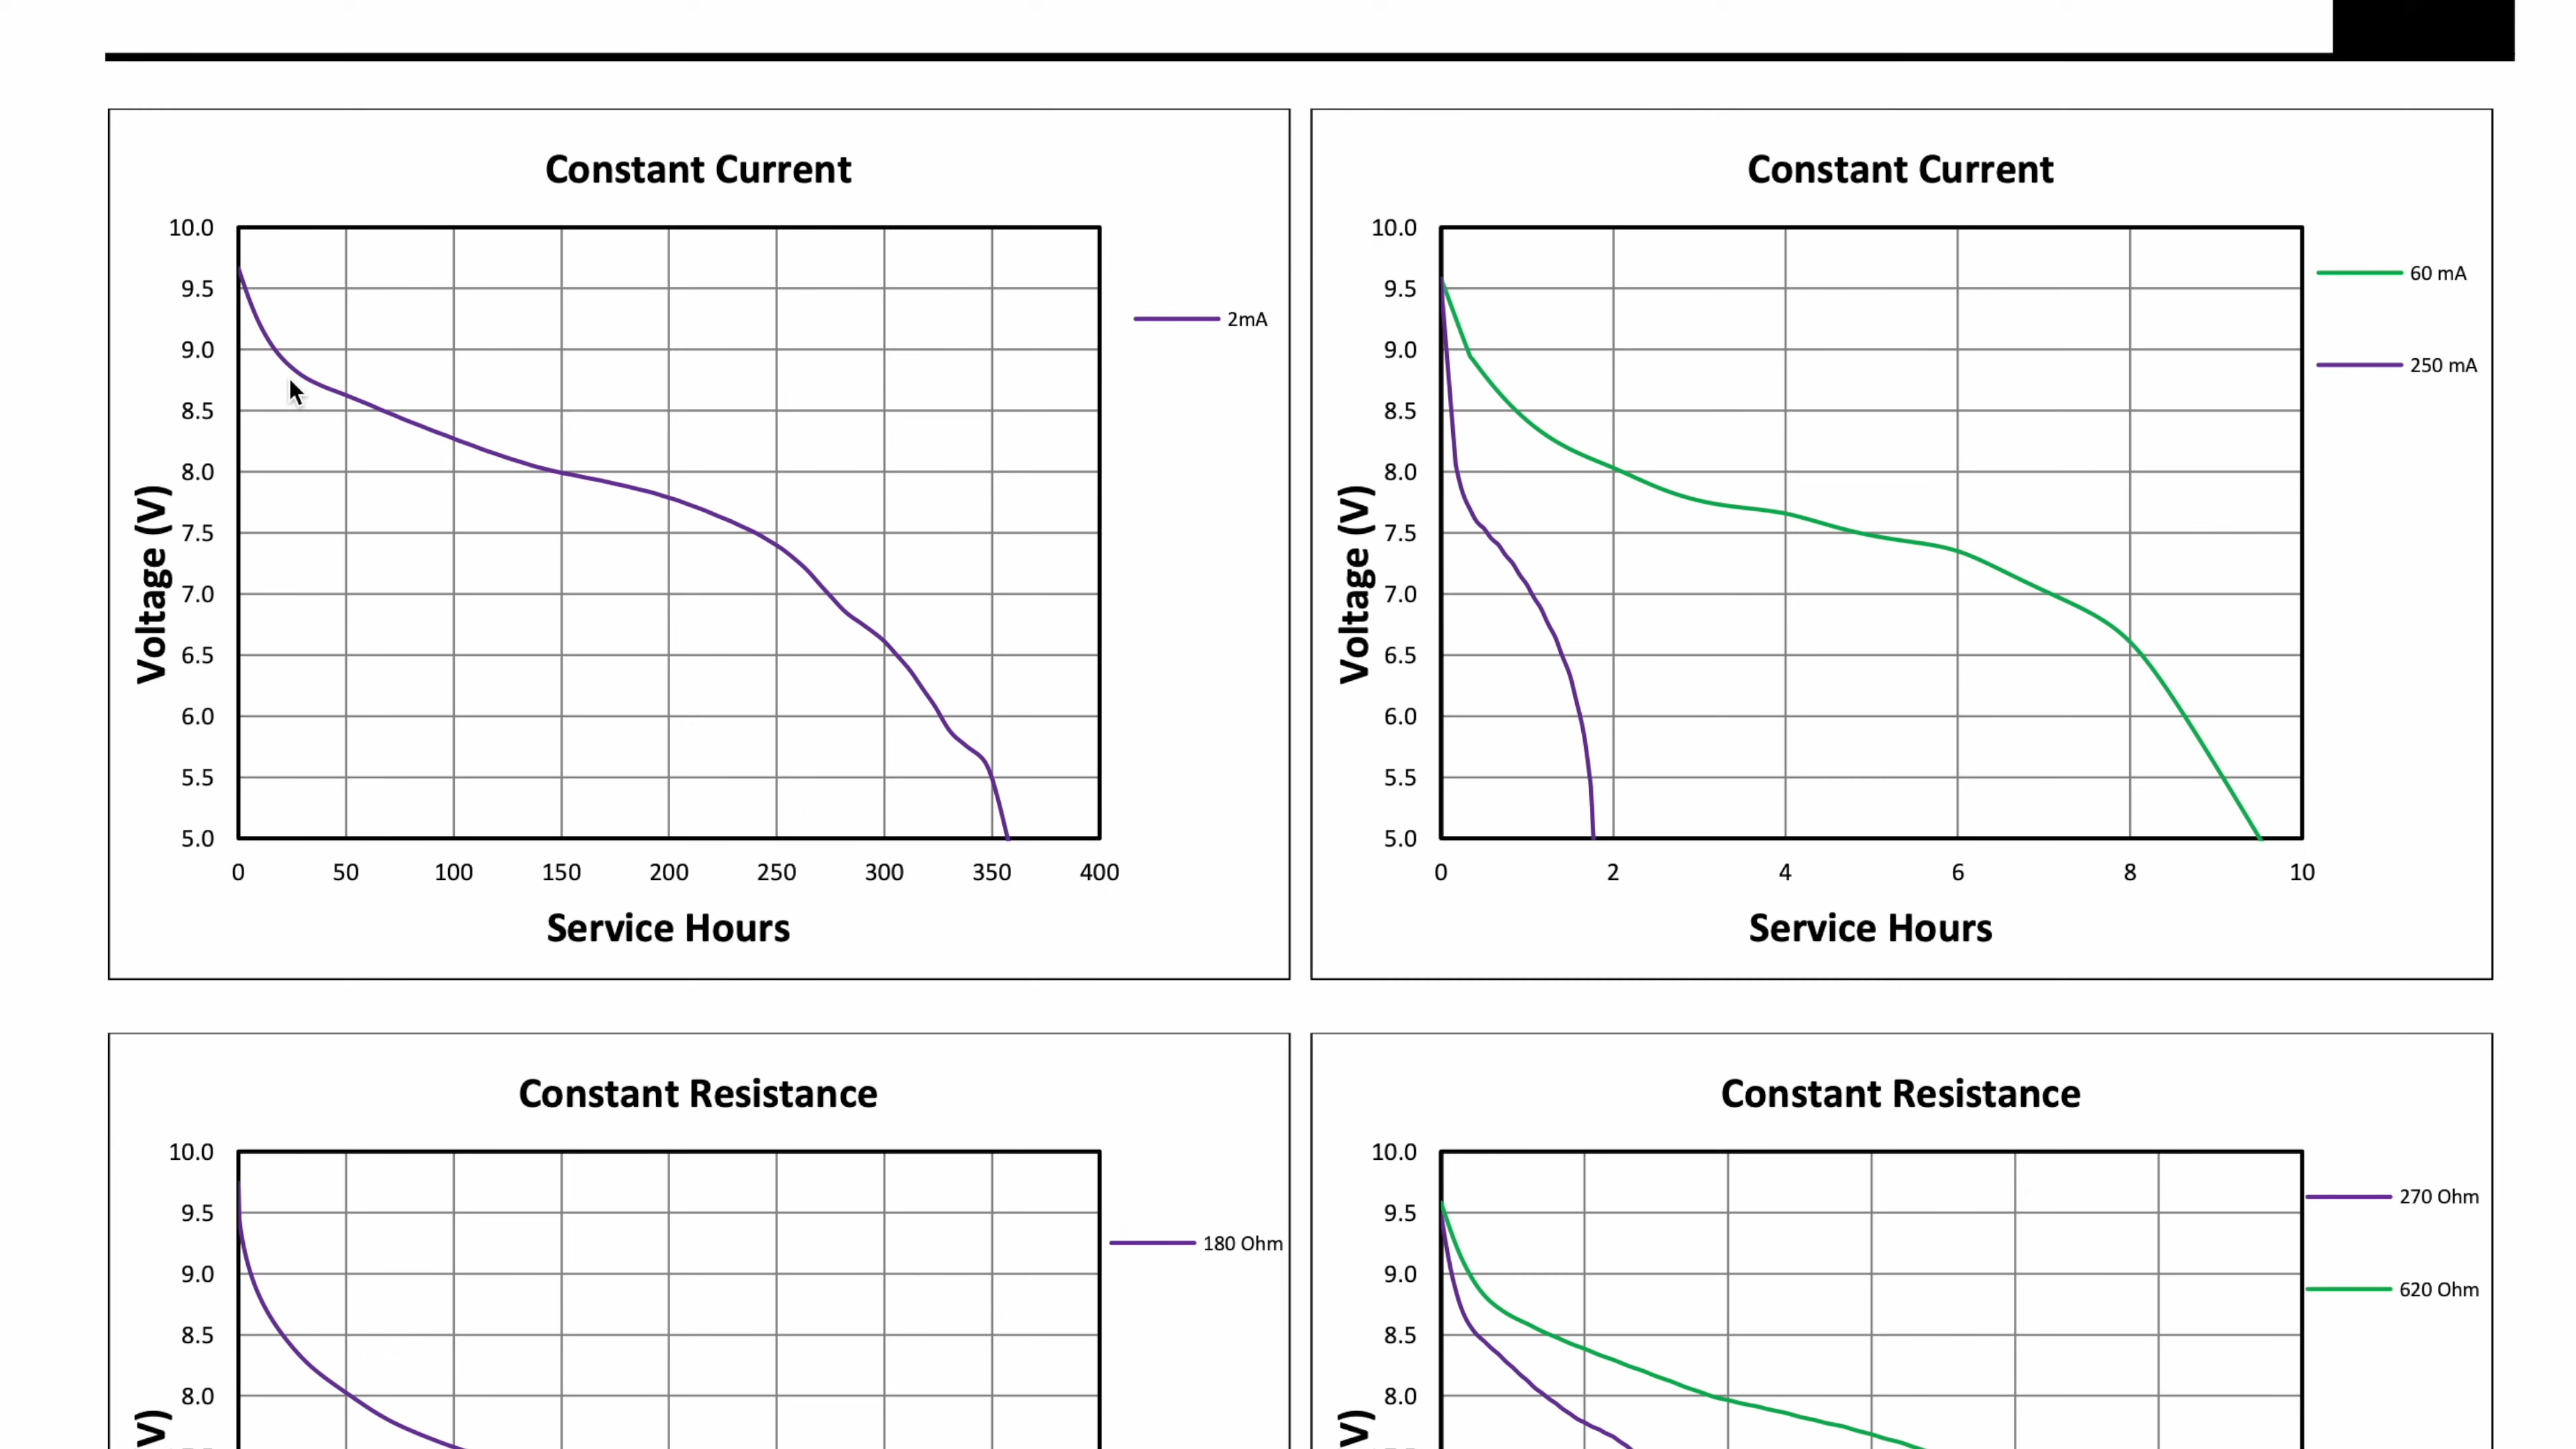 Constant Current
10.0
9.5
9.0
8.5
8.0
7.5
7.0
6.5
6.0
5.5
5.0
Voltage (V)
0 50 100 150 200 250 300 350 400
Service Hours
2mA
Constant Current
10.0
9.5
9.0
8.5
8.0
7.5
7.0
6.5
6.0
5.5
5.0
Voltage (V)
0 2 4 6 8 10
Service Hours
60 mA
250 mA
Constant Resistance
10.0
9.5
9.0
8.5
8.0
V)
180 Ohm
Constant Resistance
10.0
9.5
9.0
8.5
8.0
V)
270 Ohm
620 Ohm